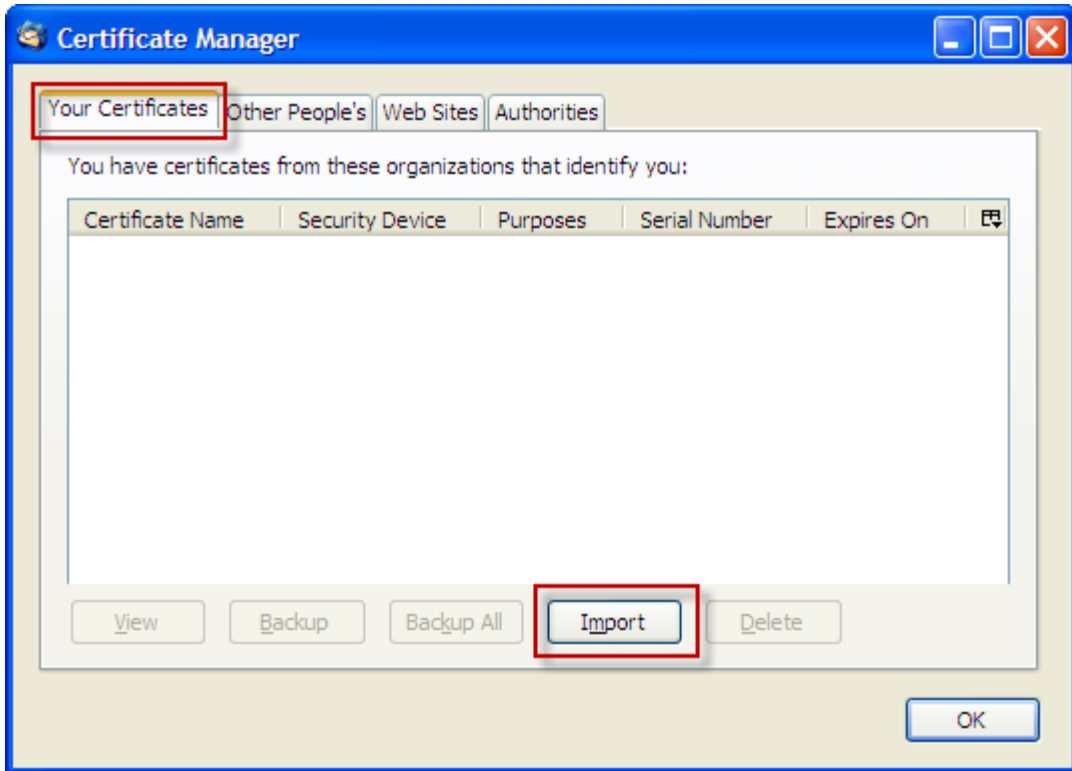 Certificate Manager
Your Certificates Other People's Web Sites Authorities
You have certificates from these organizations that identify you:
Certificate Name Security Device Purposes Serial Number Expires On
View Backup Backup All Import Delete
OK